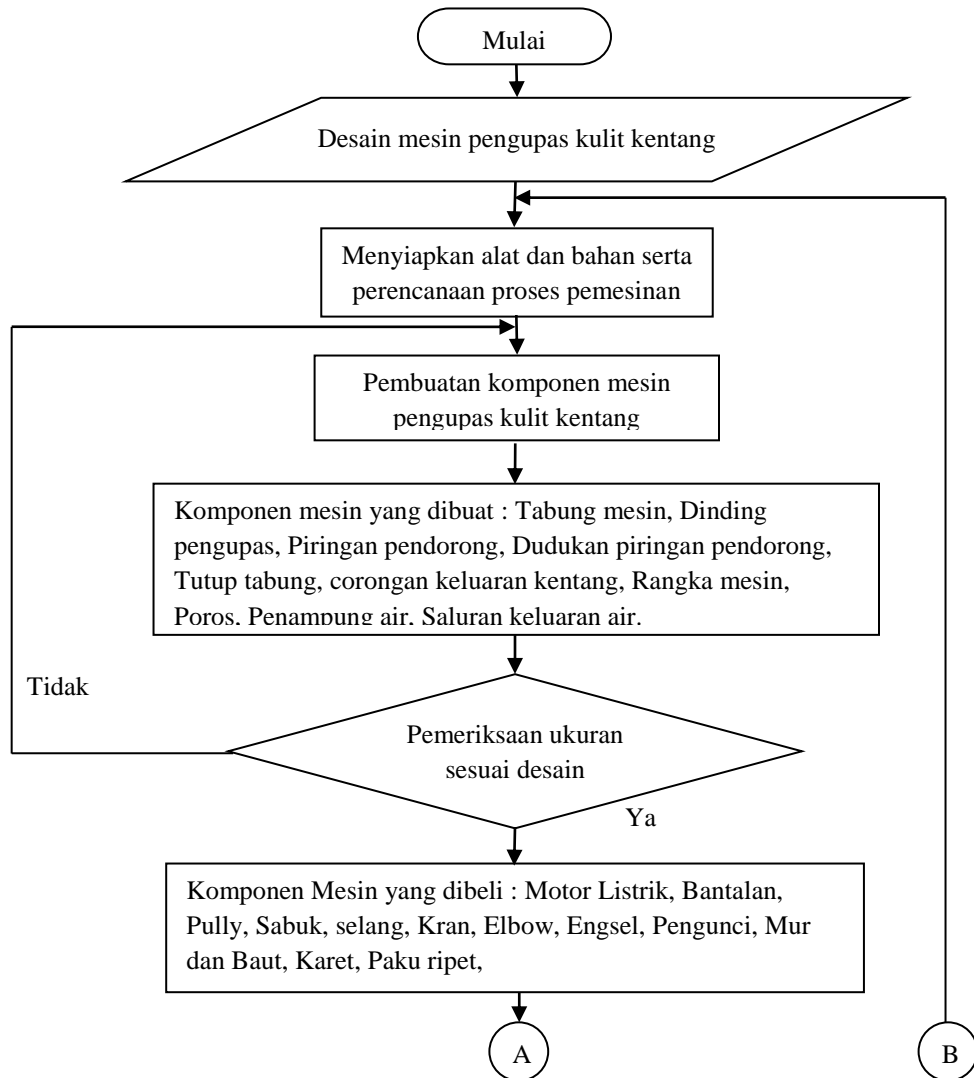 Mulai
Desain mesin pengupas kulit kentang
Menyiapkan alat dan bahan serta
perencanaan proses pemesinan
Pembuatan komponen mesin
pengupas kulit kentang
Komponen mesin yang dibuat : Tabung mesin, Dinding
pengupas, Piringan pendorong, Dudukan piringan pendorong,
Tutup tabung, corongan keluaran kentang, Rangka mesin,
Poros, Penampung air, Saluran keluaran air.
Tidak
Pemeriksaan ukuran
sesuai desain
Ya
Komponen Mesin yang dibeli : Motor Listrik, Bantalan,
Pully, Sabuk, selang, Kran, Elbow, Engsel, Pengunci, Mur
dan Baut, Karet, Paku ripet,
A
B